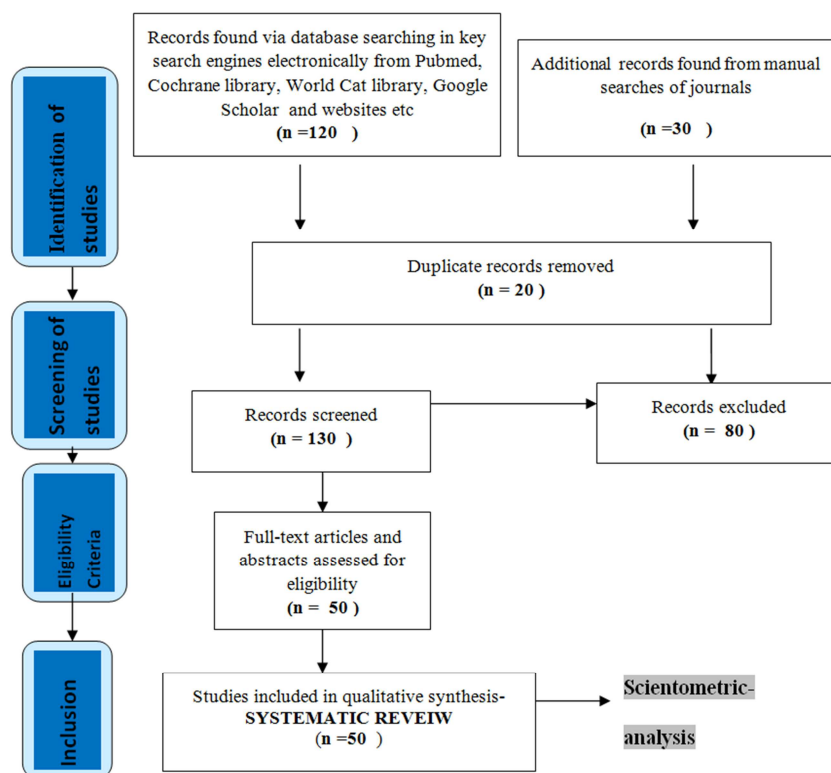 Records found via database searching in key
search engines electronically from Pubmed,
Cochrane library, World Cat library, Google
Scholar and websites etc
(n =120 )
Additional records found from manual
searches of journals
(n =30 )
Identification of
studies
Duplicate records removed
(n = 20 )
Screening of
studies
Records screened
(n = 130 )
Records excluded
(n = 80 )
Eligibility
Criteria
Full-text articles and
abstracts assessed for
eligibility
(n = 50 )
Inclusion
Studies included in qualitative synthesis-
SYSTEMATIC REVEIW
(n =50 )
Scientometric-
analysis